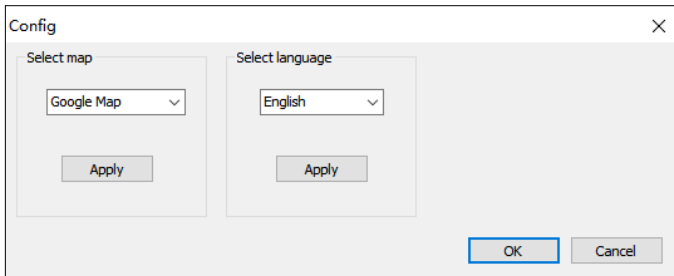 Config
Select map
Select language
Google Map
English
Apply
Apply
OK
Cancel